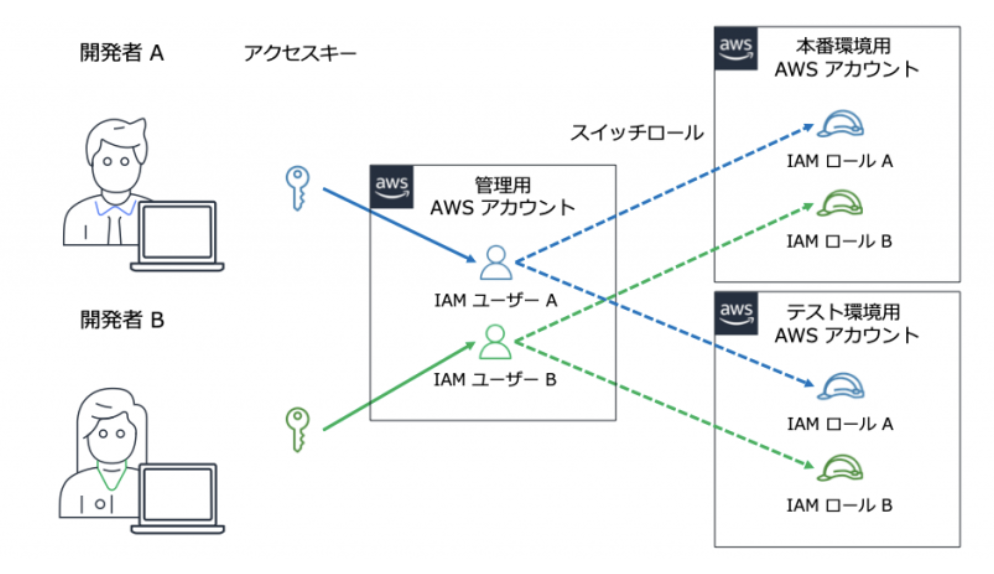 開発者 A
アクセスキー
開発者 B
aws
管理用
AWS アカウント
IAM ユーザー A
IAM ユーザー B
スイッチロール
aws
本番環境用
AWS アカウント
IAM ロール A
IAM ロール B
aws
テスト環境用
AWS アカウント
IAM ロール A
IAM ロール B